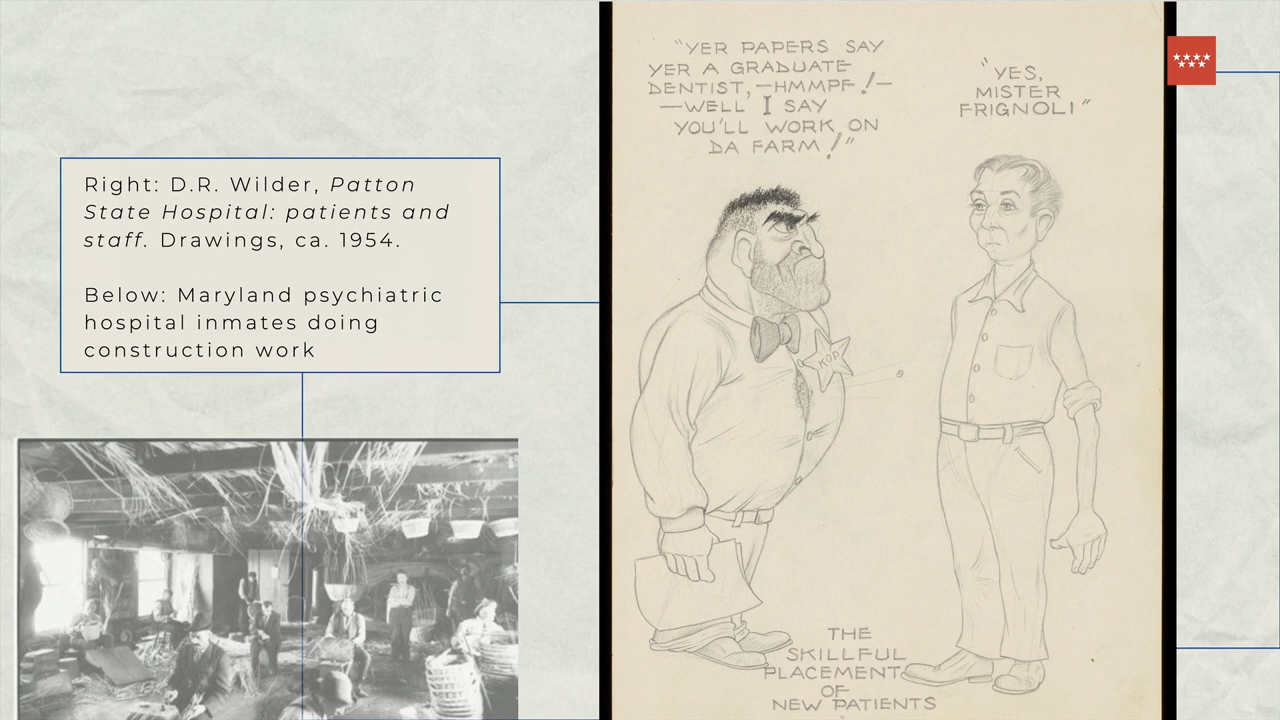 Right: D.R. Wilder, Patton
State Hospital: patients and
staff. Drawings, ca. 1954.
Below: Maryland psychiatric
hospital inmates doing
construction work
"YER PAPERS SAY
YER A GRADUATE
DENTIST,—HMMPF!—
—WELL' I SAY
YOU'LL WORK ON
DA FARM!"
"YES,
MISTER
FRIGNOLI"
KOP
THE
SKILLFUL
PLACEMENT
OF
NEW PATIENTS